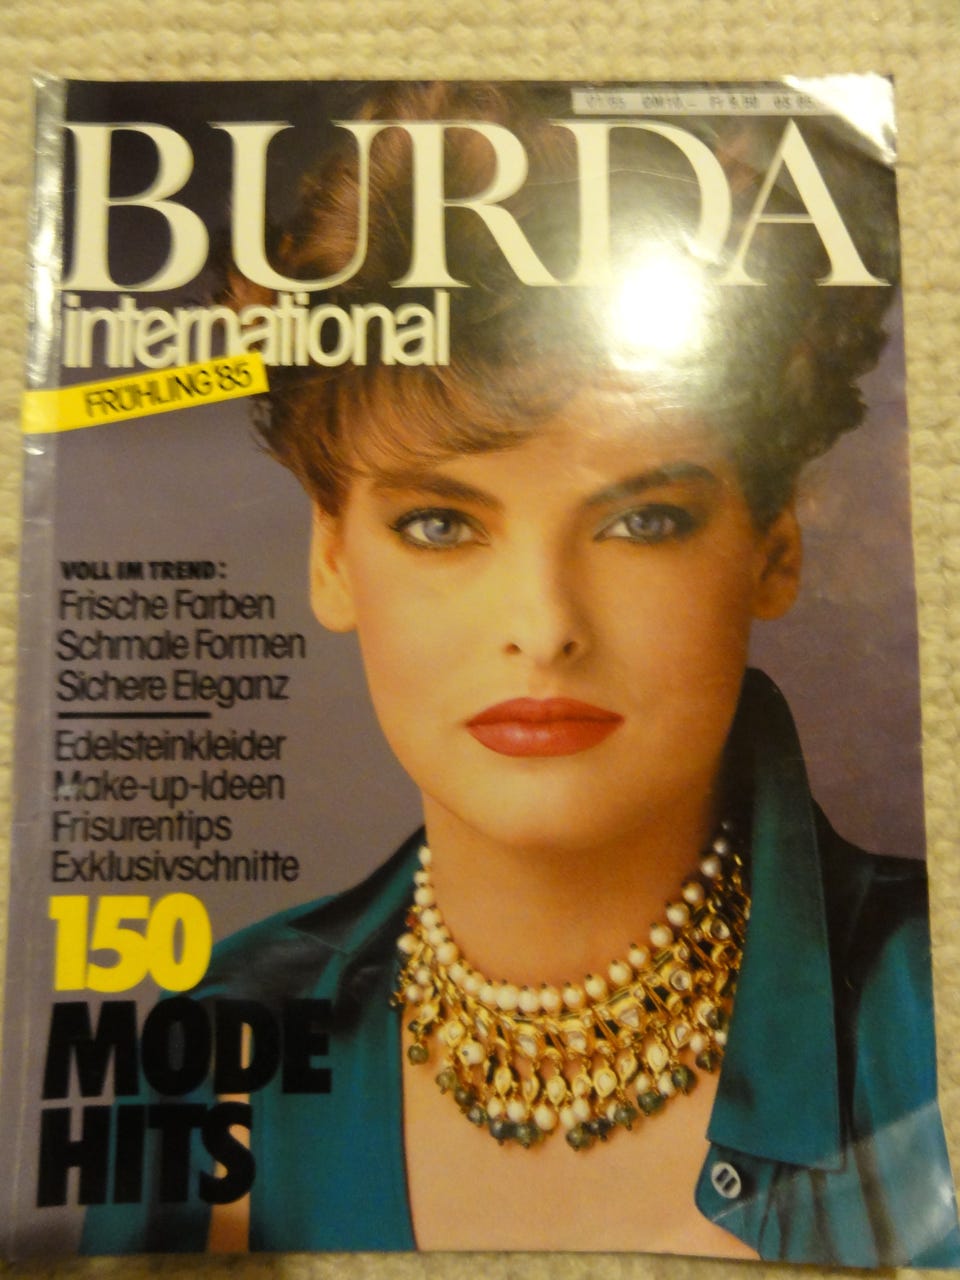 DM10.-
BURDA
international
FRÜHLING'85
VOLL IM TREND:
Frische Farben
Schmale Formen
Sichere Eleganz
Edelsteinkleider
Make-up-Ideen
Frisurentips
Exklusivschnitte
150
MODE
HITS